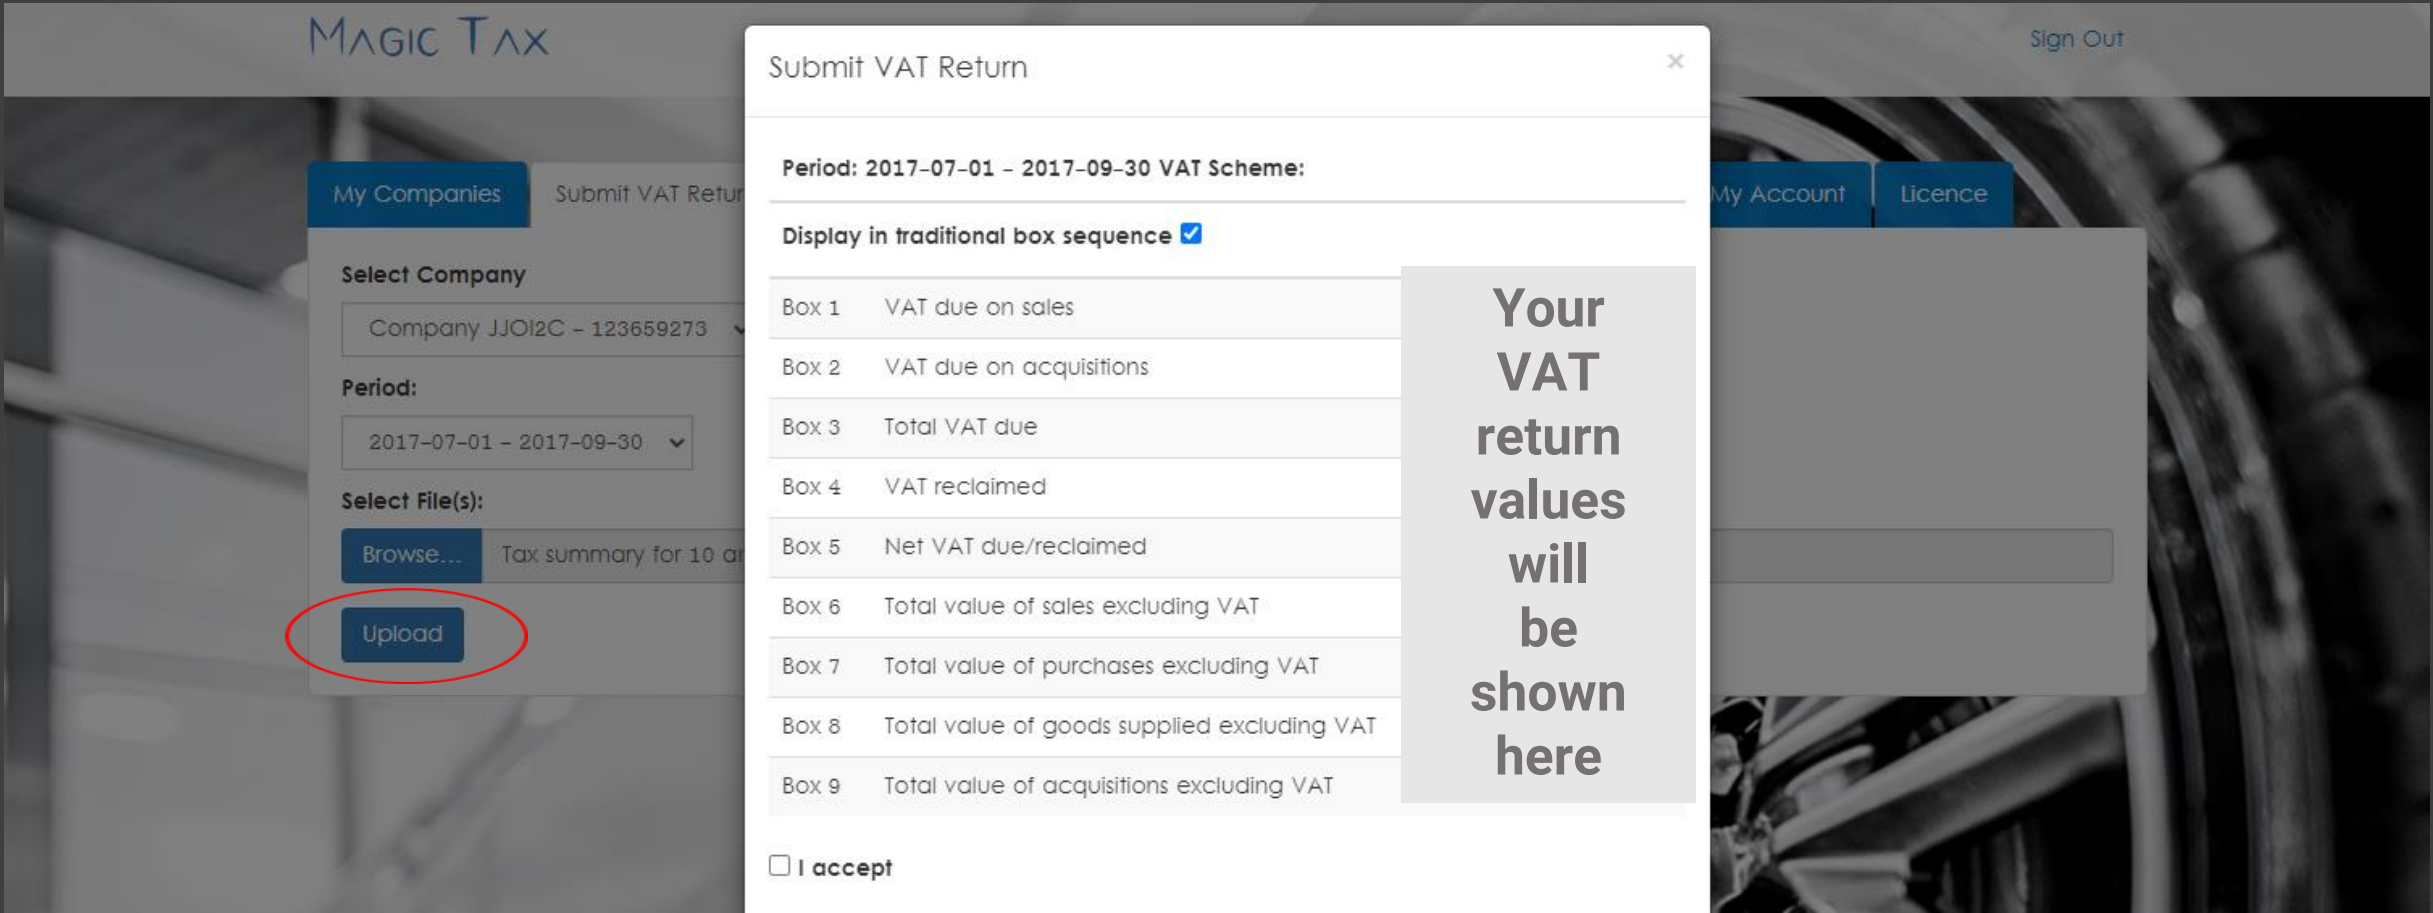 MAGIC TAX
Sign Out
My Companies
Submit VAT Retur
My Account
Licence
Select Company
Company JJOI2C - 123659273
Period:
2017-07-01 - 2017-09-30
Select File(s):
Browse...
Tax summary for 10 ar
Upload
Submit VAT Return
×
Period: 2017-07-01 - 2017-09-30 VAT Scheme:
Display in traditional box sequence
Box 1 VAT due on sales
Box 2 VAT due on acquisitions
Box 3 Total VAT due
Box 4 VAT reclaimed
Box 5 Net VAT due/reclaimed
Box 6 Total value of sales excluding VAT
Box 7 Total value of purchases excluding VAT
Box 8 Total value of goods supplied excluding VAT
Box 9 Total value of acquisitions excluding VAT
Your
VAT
return
values
will
be
shown
here
I accept